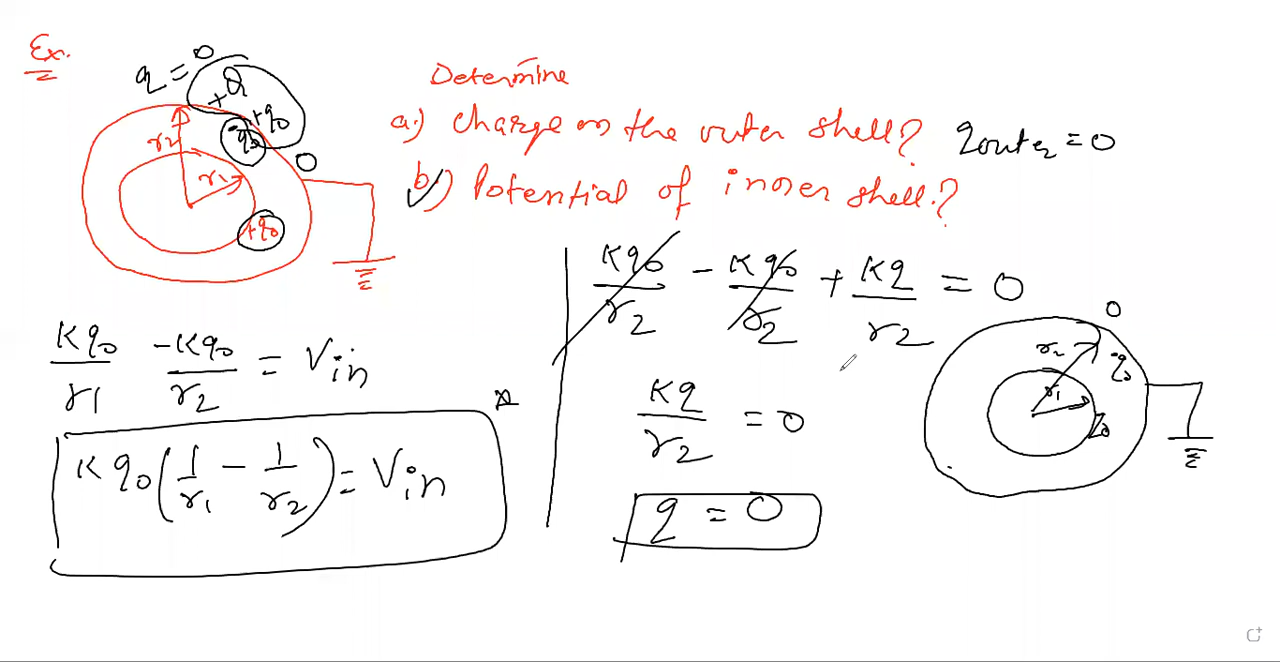 Ex.
q = 0
+Q
+q0
-q0
r2
0
r1
+q0
Determine
a.) Charge on the outer shell? qouter = 0
b.) Potential of inner shell.?
Kq0/r2 - Kq0/r2 + Kq/r2 = 0
Kq0/r1 - Kq0/r2 = Vin
Kq0(1/r1 - 1/r2) = Vin
Kq/r2 = 0
q = 0
0
r2
-q0
r1
q0